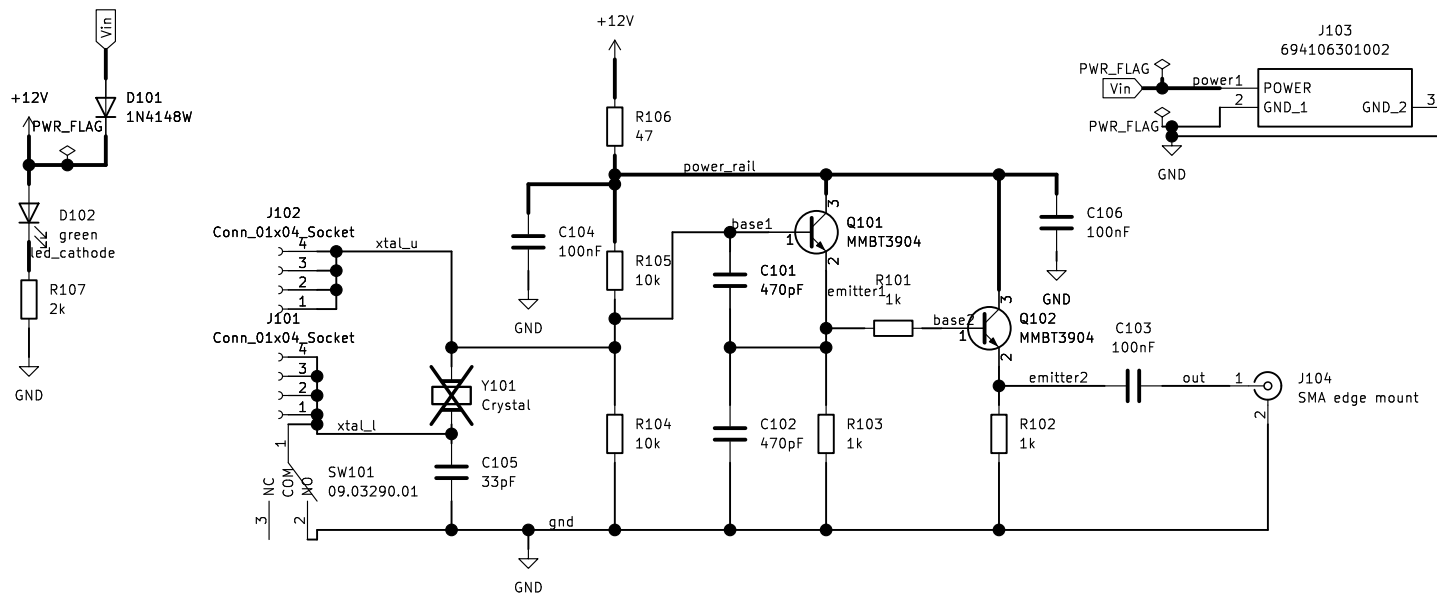 Vin
D101
1N4148W
+12V
PWR_FLAG
D102
green
led_cathode
R107
2k
GND
J102
Conn_01x04_Socket
4
3
2
1
xtal_u
J101
Conn_01x04_Socket
4
3
2
1
xtal_l
1
COM
NC
NO
3
2
SW101
09.03290.01
Y101
Crystal
C105
33pF
gnd
GND
+12V
R106
47
power_rail
C104
100nF
GND
R105
10k
R104
10k
base1
1
3
2
Q101
MMBT3904
C101
470pF
emitter1
R101
1k
C102
470pF
R103
1k
base2
1
3
2
Q102
MMBT3904
C106
100nF
GND
emitter2
R102
1k
C103
100nF
out
1
2
J104
SMA edge mount
J103
694106301002
PWR_FLAG
Vin
power1
POWER
2
GND_1
GND_2
3
PWR_FLAG
GND